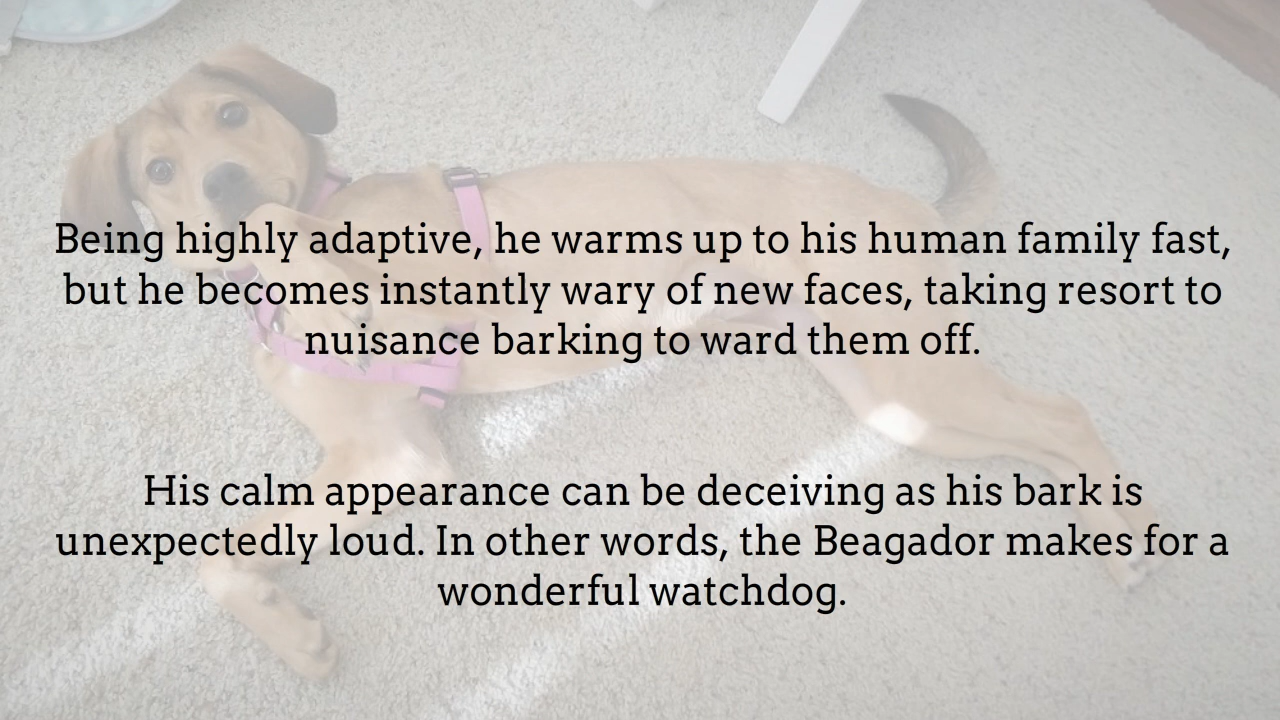 Being highly adaptive, he warms up to his human family fast,
but he becomes instantly wary of new faces, taking resort to
nuisance barking to ward them off.
His calm appearance can be deceiving as his bark is
unexpectedly loud. In other words, the Beagador makes for a
wonderful watchdog.